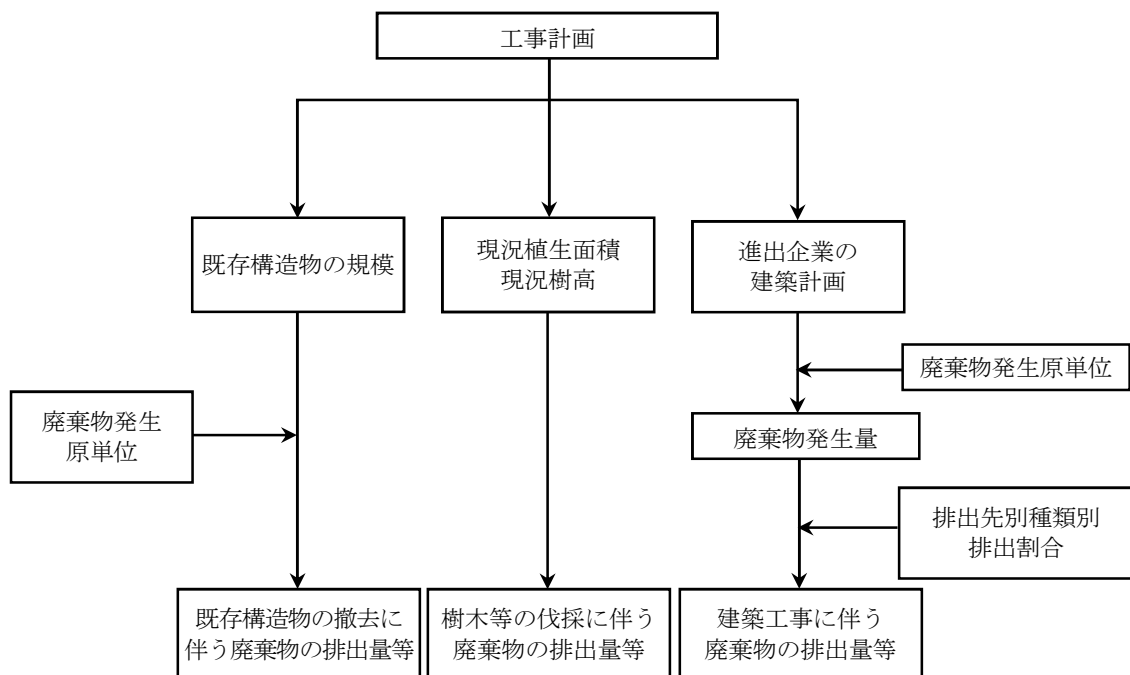 工事計画
既存構造物の規模
現況植生面積
現況樹高
進出企業の
建築計画
廃棄物発生原単位
廃棄物発生
原単位
廃棄物発生量
排出先別種類別
排出割合
既存構造物の撤去に
伴う廃棄物の排出量等
樹木等の伐採に伴う
廃棄物の排出量等
建築工事に伴う
廃棄物の排出量等